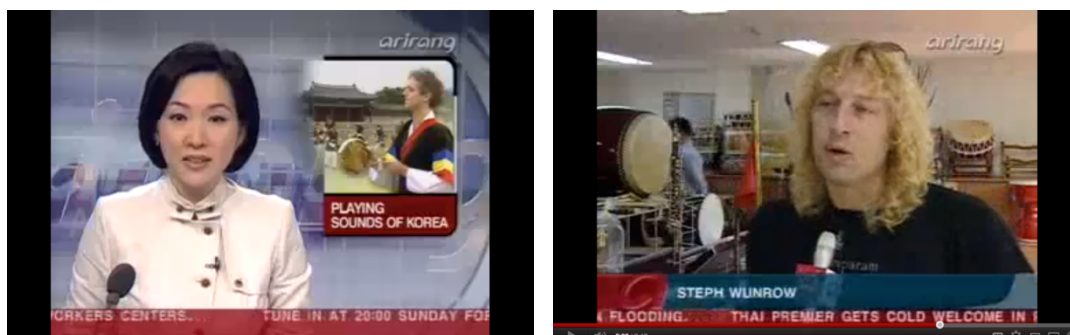 arirang
PLAYING
SOUNDS OF KOREA
ORKERS CENTERS.... TUNE IN AT 20:00 SUNDAY FOR
arirang
STEPH WUNROW
FLOODING.... THAI PREMIER GETS COLD WELCOME IN